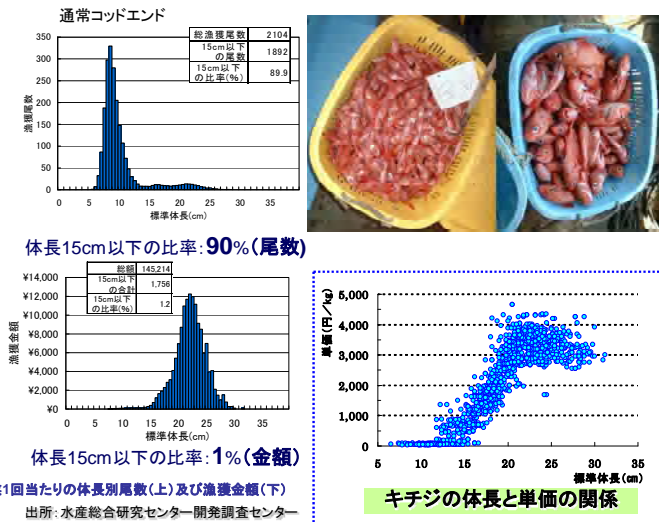 通常コッドエンド
総漁獲尾数 2104
15cm以下の尾数 1892
15cm以下の比率(%) 89.9
漁獲尾数
350
300
250
200
150
100
50
0
0 5 10 15 20 25 30 35
標準体長(cm)
体長15cm以下の比率:90%(尾数)
総額 145,214
15cm以下の合計 1,756
15cm以下の比率(%) 1.2
漁獲金額
¥14,000
¥12,000
¥10,000
¥8,000
¥6,000
¥4,000
¥2,000
¥0
0 5 10 15 20 25 30 35
標準体長(cm)
体長15cm以下の比率:1%(金額)
1回当たりの体長別尾数(上)及び漁獲金額(下)
出所:水産総合研究センター開発調査センター
単価(円/kg)
5,000
4,000
3,000
2,000
1,000
0
5 10 15 20 25 30 35
標準体長(cm)
キチジの体長と単価の関係